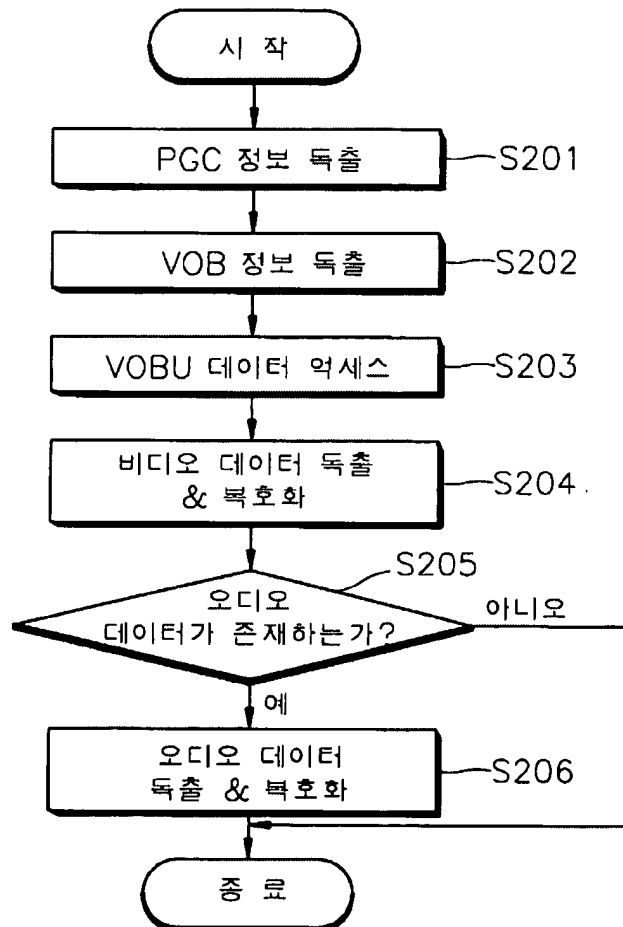 시 작
PGC 정보 독출
S201
VOB 정보 독출
S202
VOBU 데이터 억세스
S203
비디오 데이터 독출
& 복호화
S204
S205
오디오
데이터가 존재하는가?
아니오
예
오디오 데이터
독출 & 복호화
S206
종 료